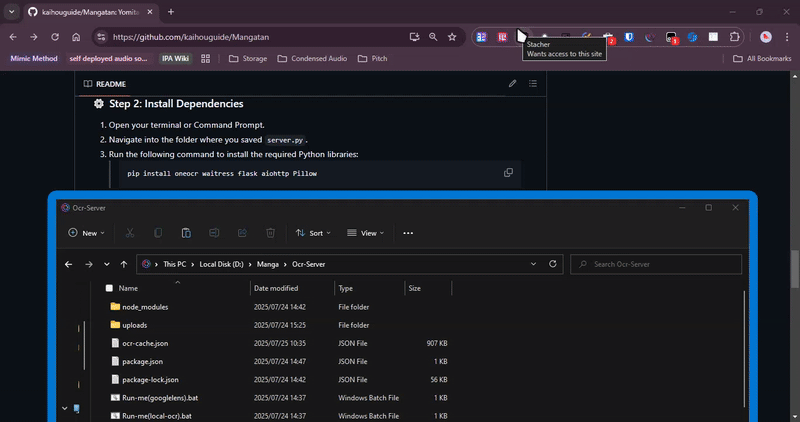 kaihouguide/Mangatan: Yomita
https://github.com/kaihouguide/Mangatan
Stacher
Wants access to this site
2
1
Mimic Method
self deployed audio so...
IPA Wiki
Storage
Condensed Audio
Pitch
All Bookmarks
README
Step 2: Install Dependencies
1. Open your terminal or Command Prompt.
2. Navigate into the folder where you saved server.py.
3. Run the following command to install the required Python libraries:
pip install oneocr waitress flask aiohttp Pillow
Ocr-Server
New
Sort
View
This PC > Local Disk (D:) > Manga > Ocr-Server
Search Ocr-Server
Name Date modified Type Size
node_modules 2025/07/24 14:42 File folder
uploads 2025/07/24 15:25 File folder
ocr-cache.json 2025/07/25 10:35 JSON File 907 KB
package.json 2025/07/24 14:47 JSON File 1 KB
package-lock.json 2025/07/24 14:42 JSON File 56 KB
Run-me(googlelens).bat 2025/07/24 14:37 Windows Batch File 1 KB
Run-me(local-ocr).bat 2025/07/24 14:37 Windows Batch File 1 KB